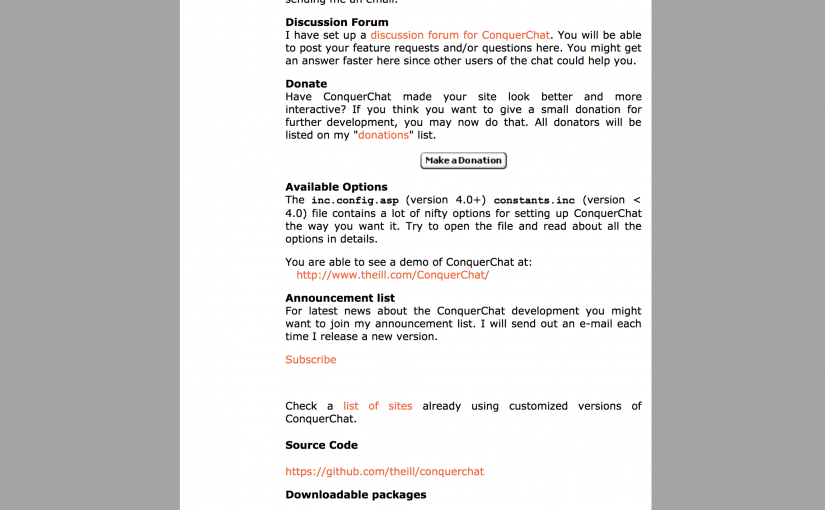 sending me an email.
Discussion Forum
I have set up a discussion forum for ConquerChat. You will be able
to post your feature requests and/or questions here. You might get
an answer faster here since other users of the chat could help you.
Donate
Have ConquerChat made your site look better and more
interactive? If you think you want to give a small donation for
further development, you may now do that. All donators will be
listed on my "donations" list.
Make a Donation
Available Options
The inc.config.asp (version 4.0+) constants.inc (version <
4.0) file contains a lot of nifty options for setting up ConquerChat
the way you want it. Try to open the file and read about all the
options in details.
You are able to see a demo of ConquerChat at:
http://www.theill.com/ConquerChat/
Announcement list
For latest news about the ConquerChat development you might
want to join my announcement list. I will send out an e-mail each
time I release a new version.
Subscribe
Check a list of sites already using customized versions of
ConquerChat.
Source Code
https://github.com/theill/conquerchat
Downloadable packages